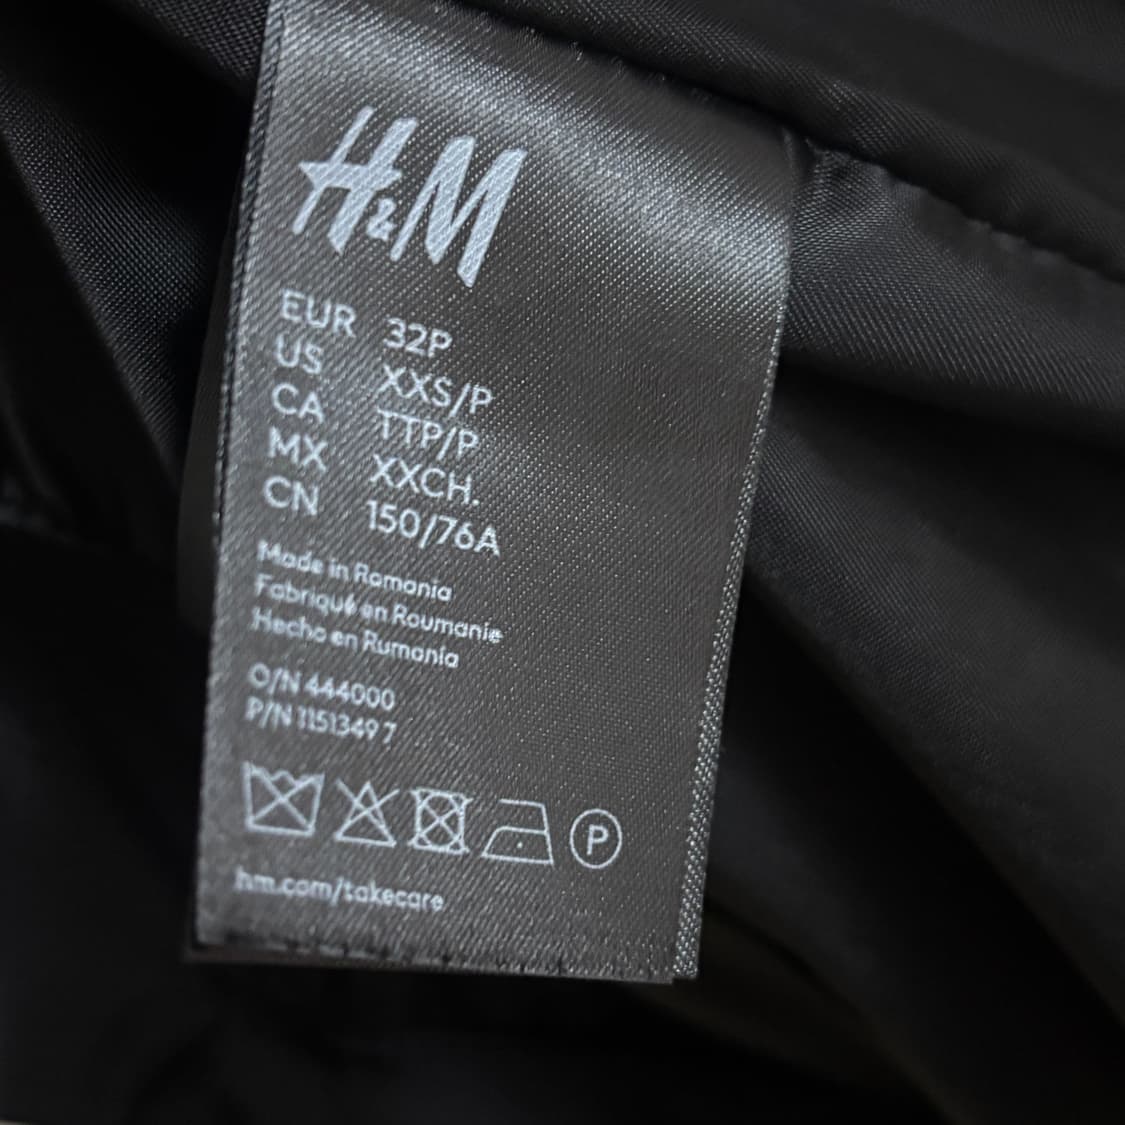 H&M
EUR 32P
US XXS/P
CA TTP/P
MX XXCH.
CN 150/76A
Made in Romania
Fabriqué en Roumanie
Hecho en Rumanía
O/N 444000
P/N 11513497
P
hm.com/takecare